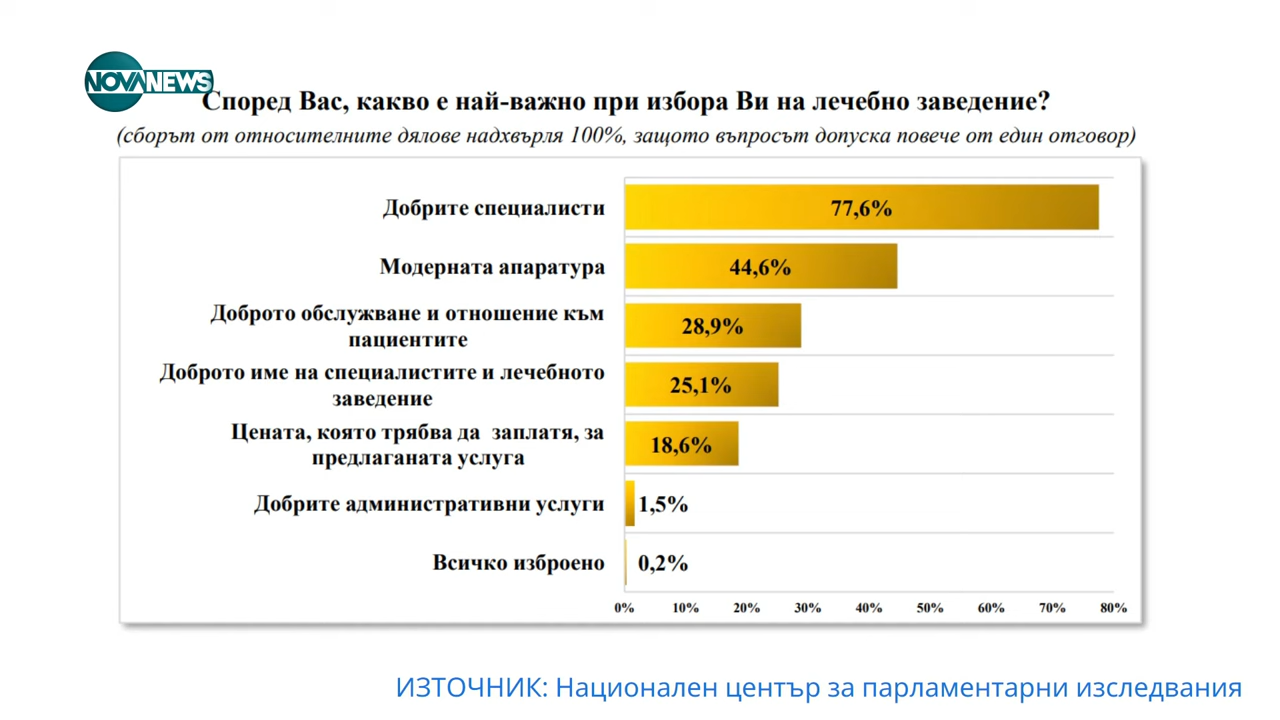 NOVANEWS
Според Вас, какво е най-важно при избора Ви на лечебно заведение?
(сборът от относителните дялове надхвърля 100%, защото въпросът допуска повече от един отговор)
Добрите специалисти
77,6%
Модерната апаратура
44,6%
Доброто обслужване и отношение към
пациентите
28,9%
Доброто име на специалистите и лечебното
заведение
25,1%
Цената, която трябва да заплатя, за
предлаганата услуга
18,6%
Добрите административни услуги
1,5%
Всичко изброено
0,2%
0% 10% 20% 30% 40% 50% 60% 70% 80%
ИЗТОЧНИК: Национален център за парламентарни изследвания